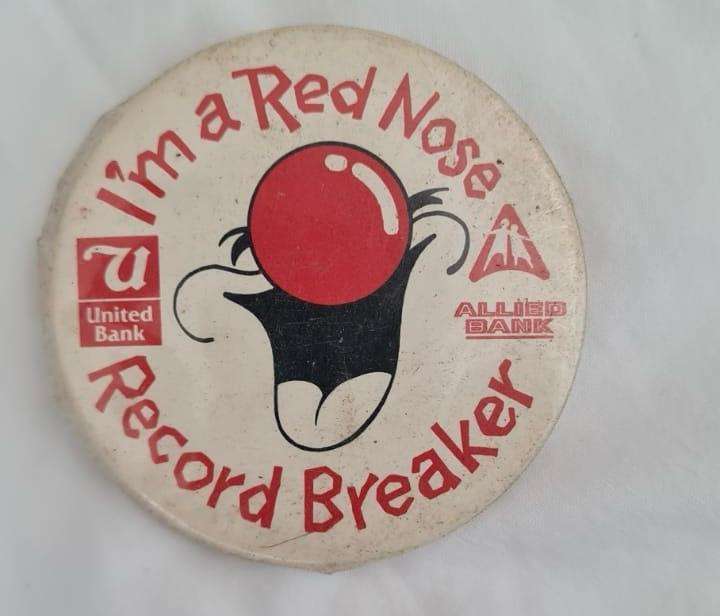 I'm a Red Nose
U
United
Bank
ALLIED
BANK
Record Breaker